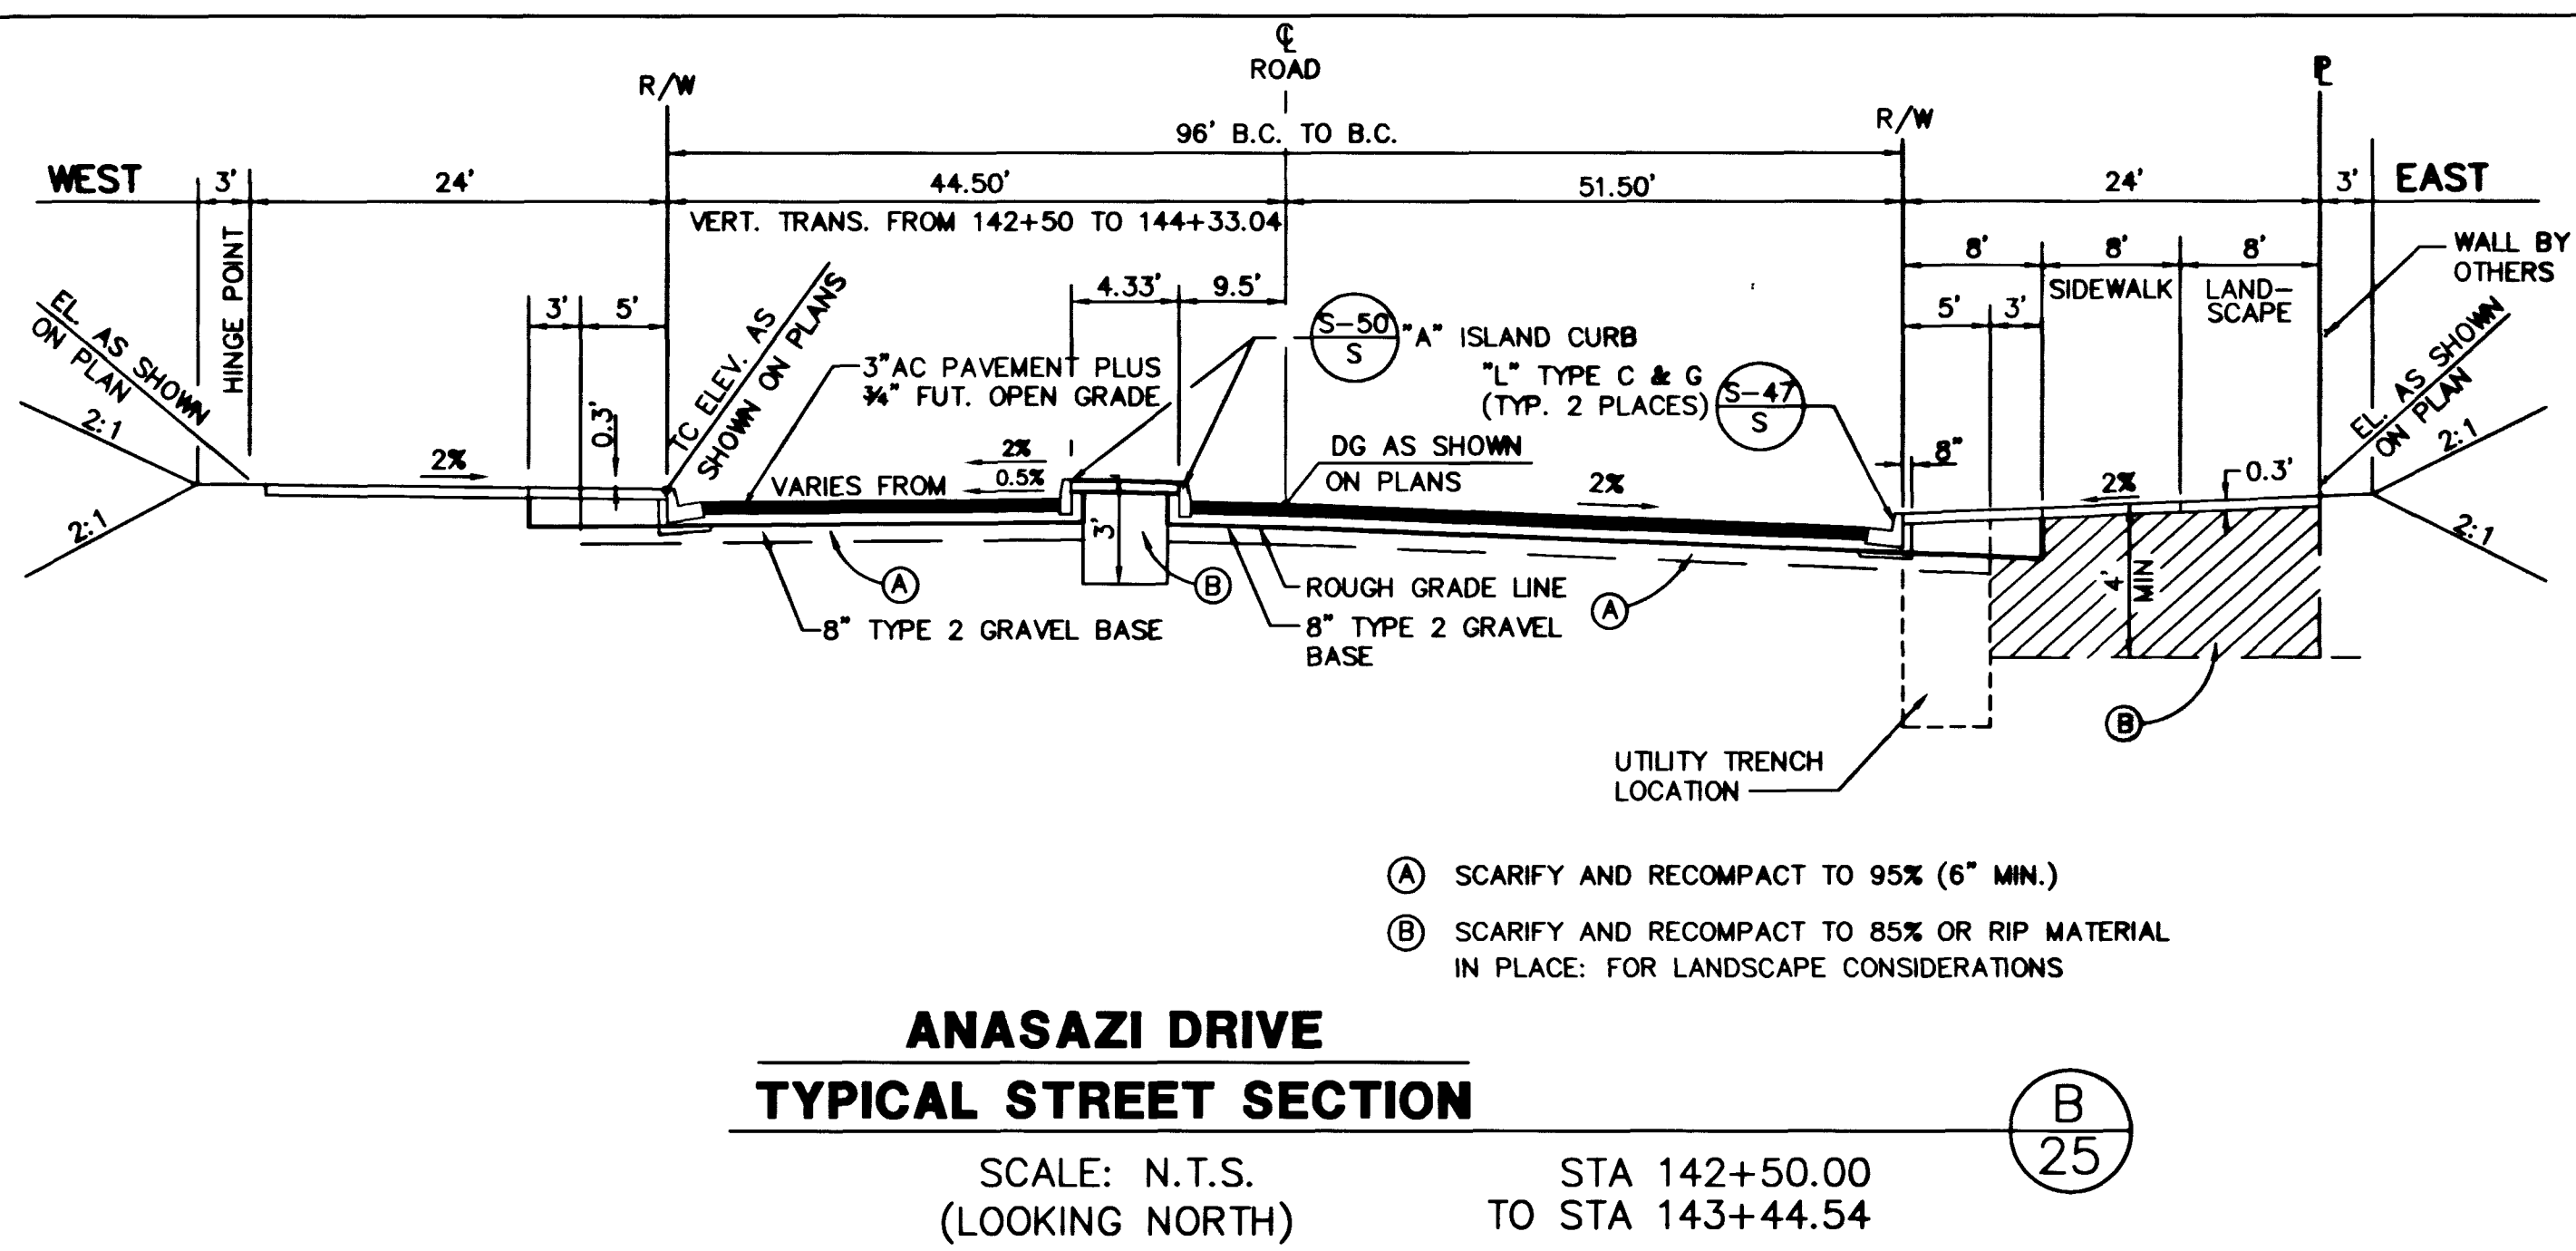 ℄
ROAD
R/W
96' B.C. TO B.C.
R/W
℄
WEST
3'
24'
44.50'
51.50'
24'
3'
EAST
VERT. TRANS. FROM 142+50 TO 144+33.04
HINGE POINT
EL. AS SHOWN
ON PLAN
2:1
2:1
2%
3'
5'
0.3'
TC ELEV. AS
SHOWN ON PLANS
3"AC PAVEMENT PLUS
¾" FUT. OPEN GRADE
VARIES FROM
2%
0.5%
4.33'
9.5'
S-50
S
"A" ISLAND CURB
"L" TYPE C & G
(TYP. 2 PLACES)
S-47
S
DG AS SHOWN
ON PLANS
2%
8"
8'
8'
8'
SIDEWALK
LAND-
SCAPE
5'
3'
WALL BY
OTHERS
EL. AS SHOWN
ON PLAN
2:1
2:1
2%
0.3'
4'
MIN
3'
A
B
8" TYPE 2 GRAVEL BASE
ROUGH GRADE LINE
8" TYPE 2 GRAVEL
BASE
A
B
UTILITY TRENCH
LOCATION
A SCARIFY AND RECOMPACT TO 95% (6" MIN.)
B SCARIFY AND RECOMPACT TO 85% OR RIP MATERIAL
IN PLACE: FOR LANDSCAPE CONSIDERATIONS
ANASAZI DRIVE
TYPICAL STREET SECTION
B
25
SCALE: N.T.S.
(LOOKING NORTH)
STA 142+50.00
TO STA 143+44.54